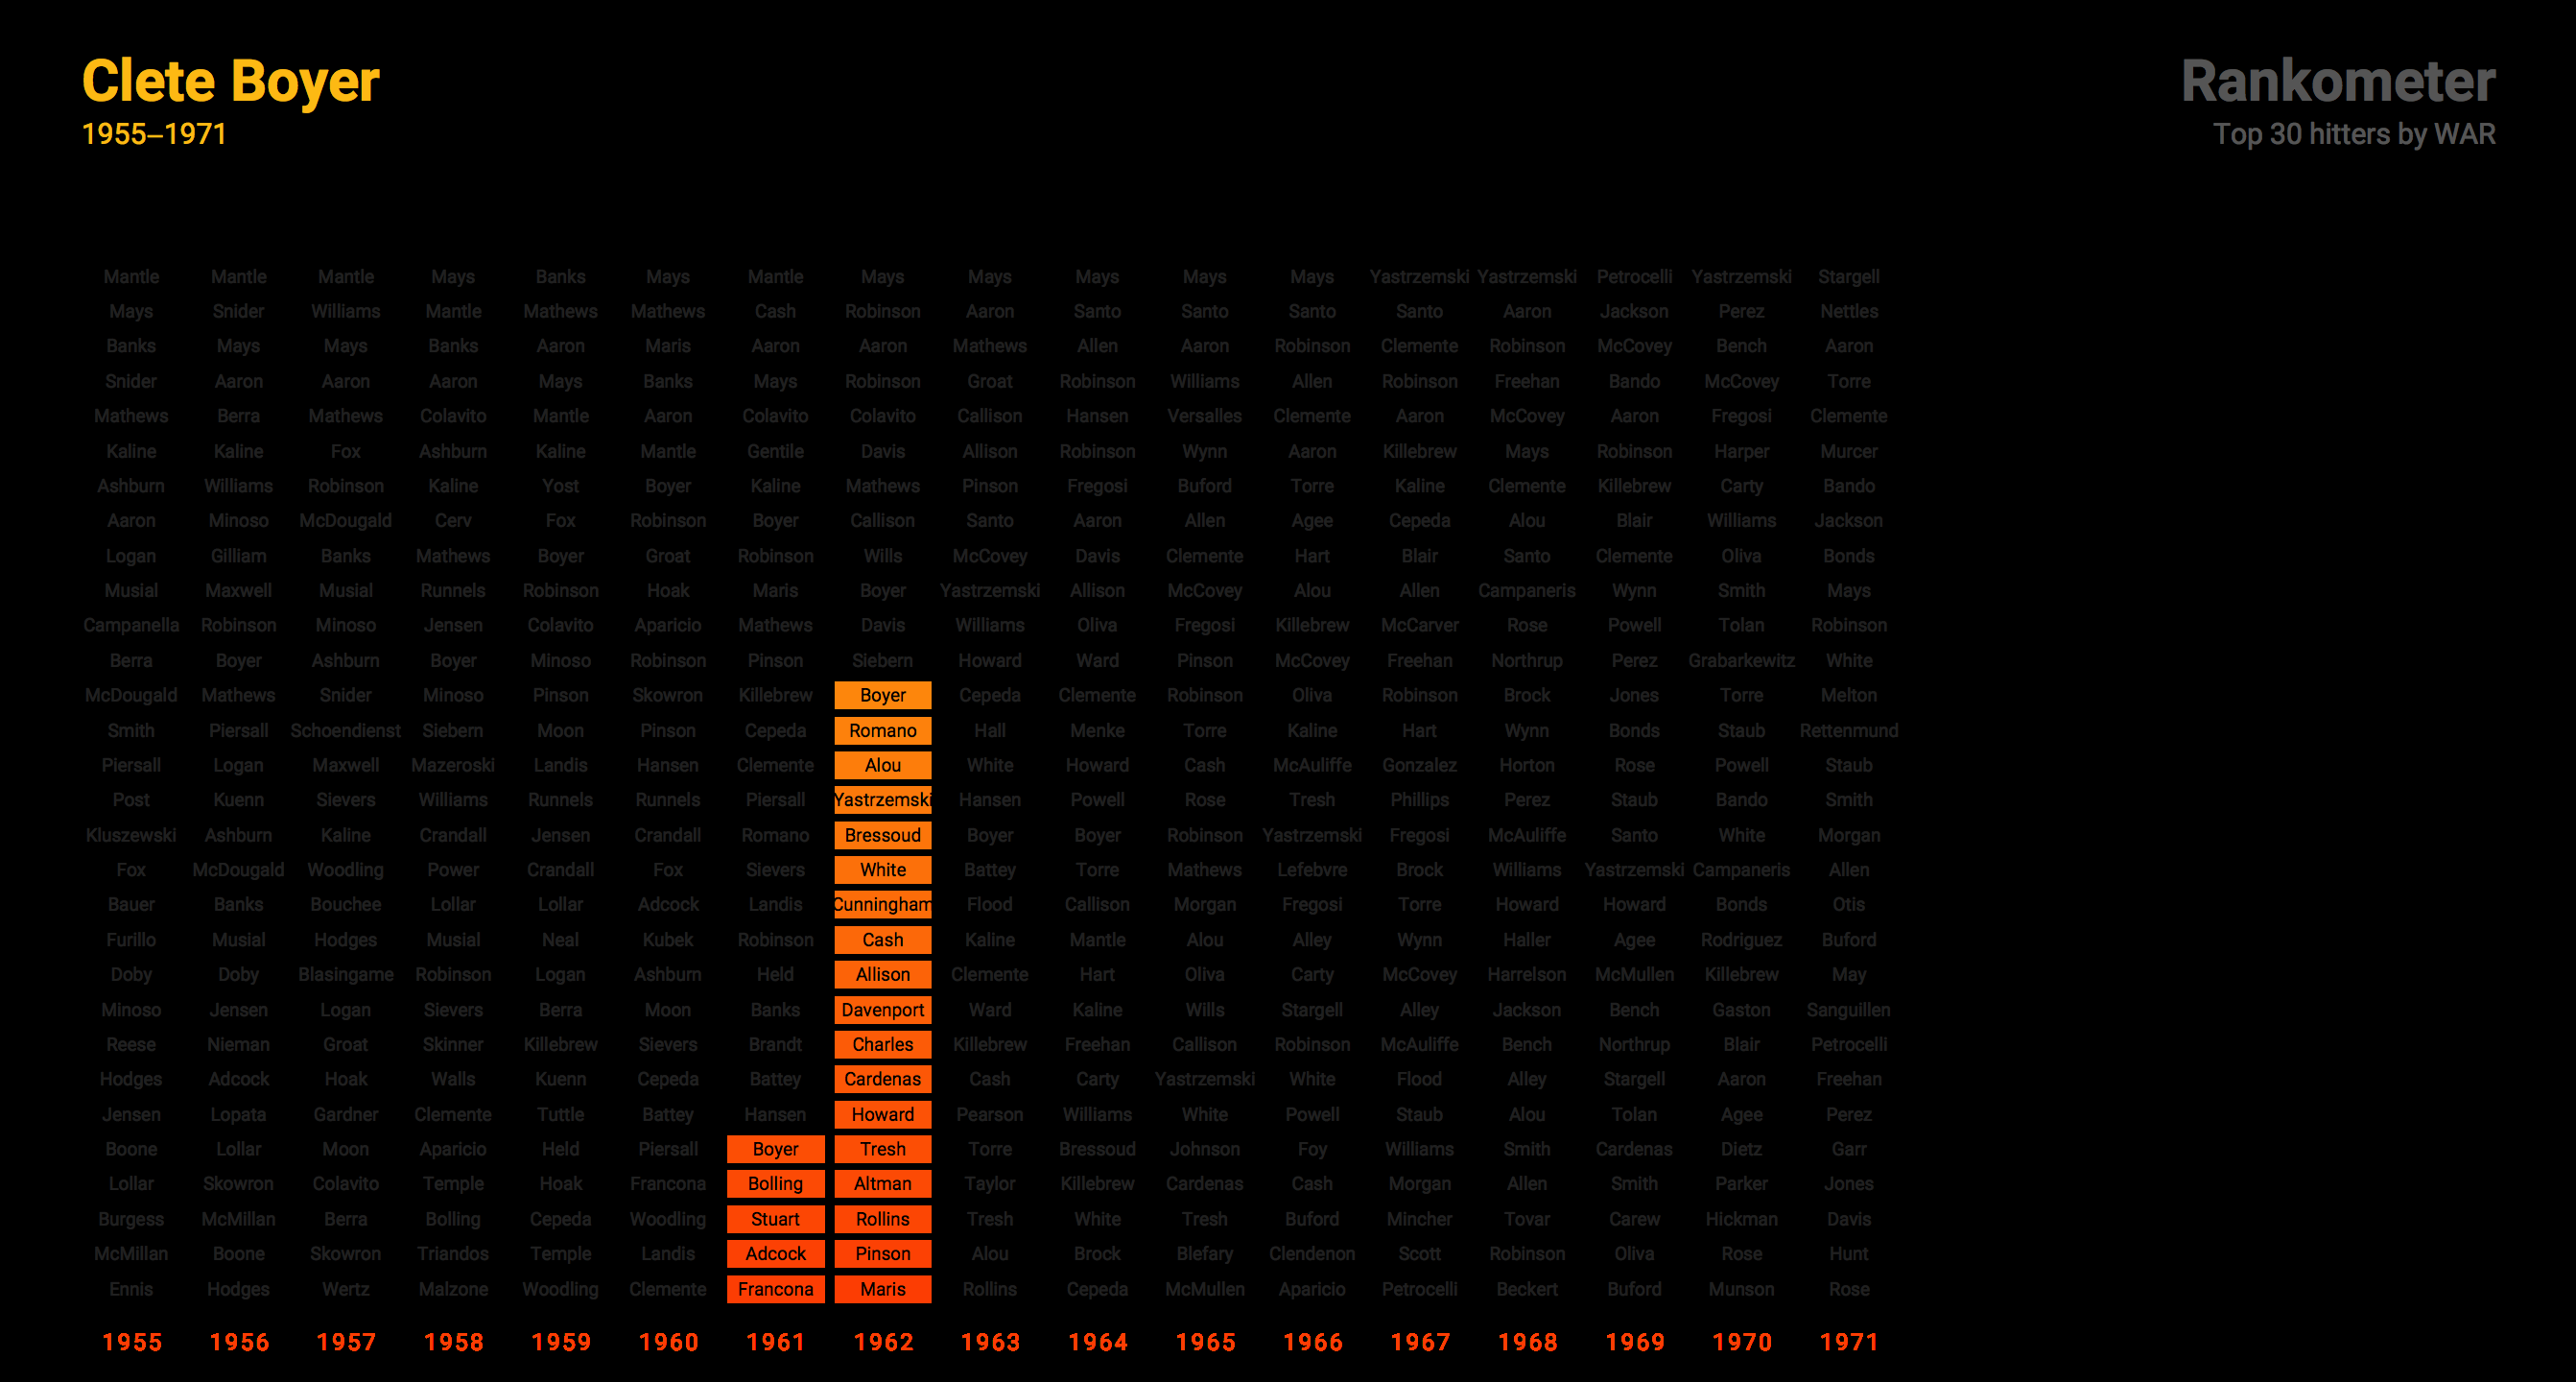 Clete Boyer
1955–1971
Rankometer
Top 30 hitters by WAR
Mantle Mantle Mantle Mays Banks Mays Mantle Mays Mays Mays Mays Mays Yastrzemski Yastrzemski Petrocelli Yastrzemski Stargell
Mays Snider Williams Mantle Mathews Mathews Cash Robinson Aaron Santo Santo Santo Santo Aaron Jackson Perez Nettles
Banks Mays Mays Banks Aaron Maris Aaron Aaron Mathews Allen Aaron Robinson Clemente Robinson McCovey Bench Aaron
Snider Aaron Aaron Aaron Mays Banks Mays Robinson Groat Robinson Williams Allen Robinson Freehan Bando McCovey Torre
Mathews Berra Mathews Colavito Mantle Aaron Colavito Colavito Callison Hansen Versalles Clemente Aaron McCovey Aaron Fregosi Clemente
Kaline Kaline Fox Ashburn Kaline Mantle Gentile Davis Allison Robinson Wynn Aaron Killebrew Mays Robinson Harper Murcer
Ashburn Williams Robinson Kaline Yost Boyer Kaline Mathews Pinson Fregosi Buford Torre Kaline Clemente Killebrew Carty Bando
Aaron Minoso McDougald Cerv Fox Robinson Boyer Callison Santo Aaron Allen Agee Cepeda Alou Blair Williams Jackson
Logan Gilliam Banks Mathews Boyer Groat Robinson Wills McCovey Davis Clemente Hart Blair Santo Clemente Oliva Bonds
Musial Maxwell Musial Runnels Robinson Hoak Maris Boyer Yastrzemski Allison McCovey Alou Allen Campaneris Wynn Smith Mays
Campanella Robinson Minoso Jensen Colavito Aparicio Mathews Davis Williams Oliva Fregosi Killebrew McCarver Rose Powell Tolan Robinson
Berra Boyer Ashburn Boyer Minoso Robinson Pinson Siebern Howard Ward Pinson McCovey Freehan Northrup Perez Grabarkewitz White
McDougald Mathews Snider Minoso Pinson Skowron Killebrew Boyer Cepeda Clemente Robinson Oliva Robinson Brock Jones Torre Melton
Smith Piersall Schoendienst Siebern Moon Pinson Cepeda Romano Hall Menke Torre Kaline Hart Wynn Bonds Staub Rettenmund
Piersall Logan Maxwell Mazeroski Landis Hansen Clemente Alou White Howard Cash McAuliffe Gonzalez Horton Rose Powell Staub
Post Kuenn Sievers Williams Runnels Runnels Piersall Yastrzemski Hansen Powell Rose Tresh Phillips Perez Staub Bando Smith
Kluszewski Ashburn Kaline Crandall Jensen Crandall Romano Bressoud Boyer Boyer Robinson Yastrzemski Fregosi McAuliffe Santo White Morgan
Fox McDougald Woodling Power Crandall Fox Sievers White Battey Torre Mathews Lefebvre Brock Williams Yastrzemski Campaneris Allen
Bauer Banks Bouchee Lollar Lollar Adcock Landis Cunningham Flood Callison Morgan Fregosi Torre Howard Howard Bonds Otis
Furillo Musial Hodges Musial Neal Kubek Robinson Cash Kaline Mantle Alou Alley Wynn Haller Agee Rodriguez Buford
Doby Doby Blasingame Robinson Logan Ashburn Held Allison Clemente Hart Oliva Carty McCovey Harrelson McMullen Killebrew May
Minoso Jensen Logan Sievers Berra Moon Banks Davenport Ward Kaline Wills Stargell Alley Jackson Bench Gaston Sanguillen
Reese Nieman Groat Skinner Killebrew Sievers Brandt Charles Killebrew Freehan Callison Robinson McAuliffe Bench Northrup Blair Petrocelli
Hodges Adcock Hoak Walls Kuenn Cepeda Battey Cardenas Cash Carty Yastrzemski White Flood Alley Stargell Aaron Freehan
Jensen Lopata Gardner Clemente Tuttle Battey Hansen Howard Pearson Williams White Powell Staub Alou Tolan Agee Perez
Boone Lollar Moon Aparicio Held Piersall Boyer Tresh Torre Bressoud Johnson Foy Williams Smith Cardenas Dietz Garr
Lollar Skowron Colavito Temple Hoak Francona Bolling Altman Taylor Killebrew Cardenas Cash Morgan Allen Smith Parker Jones
Burgess McMillan Berra Bolling Cepeda Woodling Stuart Rollins Tresh White Tresh Buford Mincher Tovar Carew Hickman Davis
McMillan Boone Skowron Triandos Temple Landis Adcock Pinson Alou Brock Blefary Clendenon Scott Robinson Oliva Rose Hunt
Ennis Hodges Wertz Malzone Woodling Clemente Francona Maris Rollins Cepeda McMullen Aparicio Petrocelli Beckert Buford Munson Rose
1955 1956 1957 1958 1959 1960 1961 1962 1963 1964 1965 1966 1967 1968 1969 1970 1971